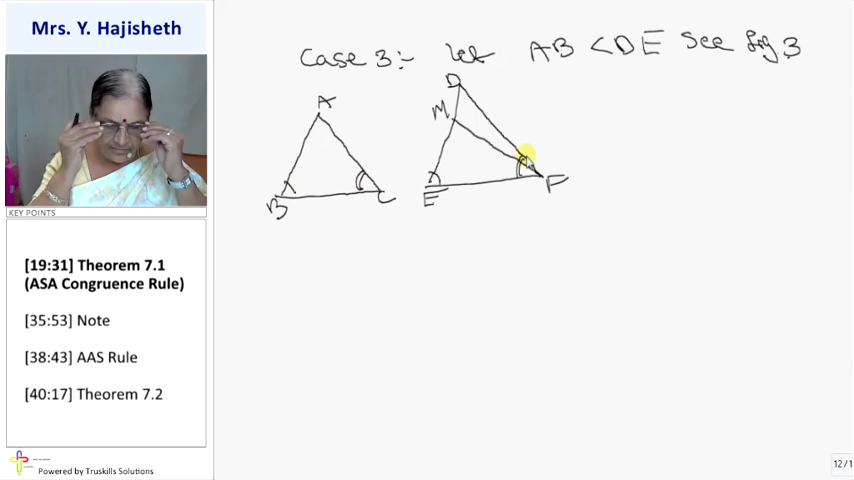 Mrs. Y. Hajisheth
Case 3:- let AB < DE See fig 3
A
B
C
D
M
E
F
KEY POINTS
[19:31] Theorem 7.1
(ASA Congruence Rule)
[35:53] Note
[38:43] AAS Rule
[40:17] Theorem 7.2
Powered by Truskills Solutions
12/1